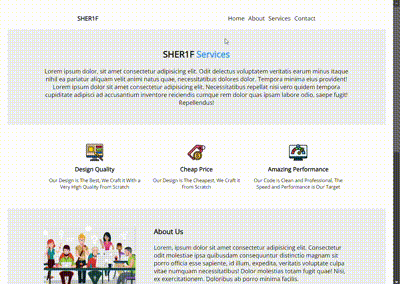 SHER1F
Home About Services Contact
SHER1F Services
Lorem ipsum dolor, sit amet consectetur adipisicing elit. Odit delectus voluptatem veritatis earum minus itaque
nihil ea pariatur aliquam velit animi natus quae, necessitatibus dolores dolor. Tempora minima eius provident!
Lorem ipsum dolor sit amet consectetur adipisicing elit. Necessitatibus repellat nisi vero quidem tempora
cupiditate adipisci ad accusantium inventore reiciendis cumque rem dolor quas ipsam labore odio, saepe fugit!
Repellendus!
Design Quality
Our Design Is The Best, We Craft It With a
Very High Quality From Scratch
Cheap Price
Our Design Is The Cheapest, We Craft It
From Scratch
Amazing Performance
Our Code is Clean and Professional, The
Speed and Performance is Our Target
About Us
Lorem, ipsum dolor sit amet consectetur adipisicing elit. Consectetur
odit molestiae ipsa quibusdam consequuntur distinctio sapiente magnam sit
porro officia esse sapiente, id illum, expedita, veritatis voluptatum culpa
vitae numquam necessitatibus! Dolor molestias totam fugit quae! Nisi,
ex exercitationem. Doloribus ab porro minima facilis.